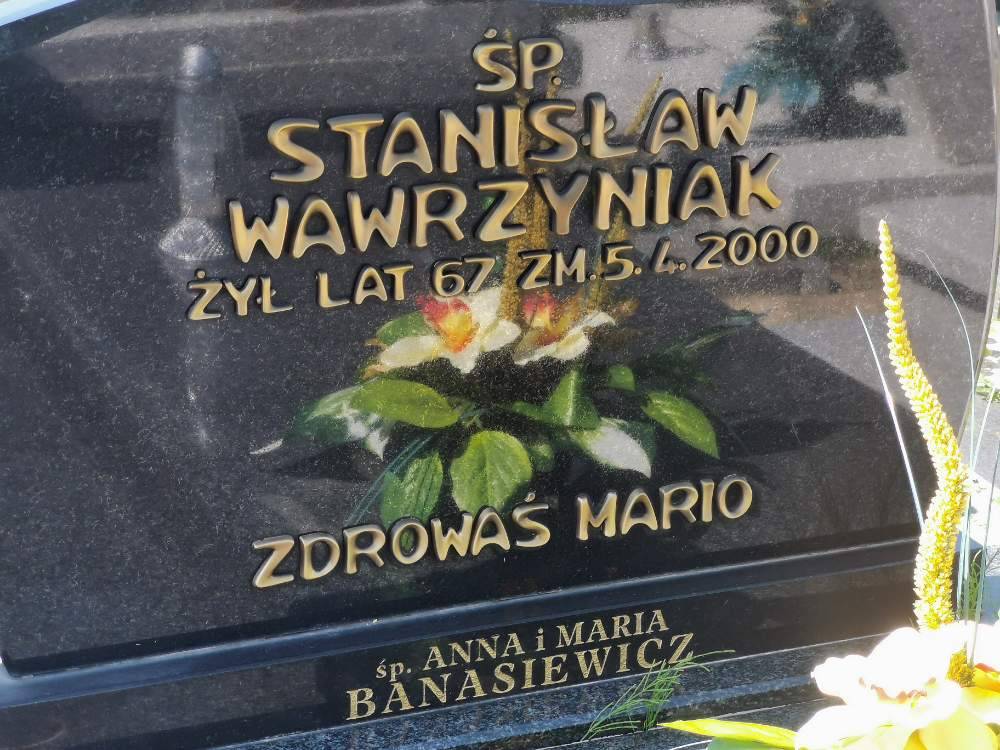 ŚP.
STANISŁAW
WAWRZYNIAK
ŻYŁ LAT 67 ZM. 5. 4. 2000
ZDROWAŚ MARIO
śp. ANNA i MARIA
BANASIEWICZ